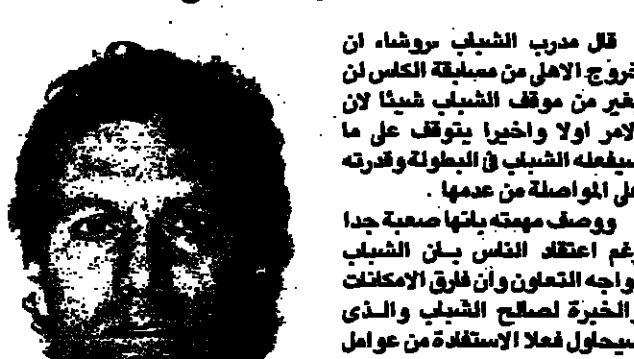 قال مدرب الشباب بروشا، ان
خروج الاهلي من مسابقة الكاس لن
يغير من موقف الشباب شيئا لان
الامر اولا واخيرا يتوقف على ما
سيفعله الشباب في البطولة وقدرته
على المواصلة من عدمها .
ووصف مهمته بانها صعبة جدا
رغم اعتقاد الناس بان الشباب
يواجه التعاون وان فارق الامكانات
والخبرة لصالح الشباب والذى
سيحاول فعلا الاستفادة من عوامل